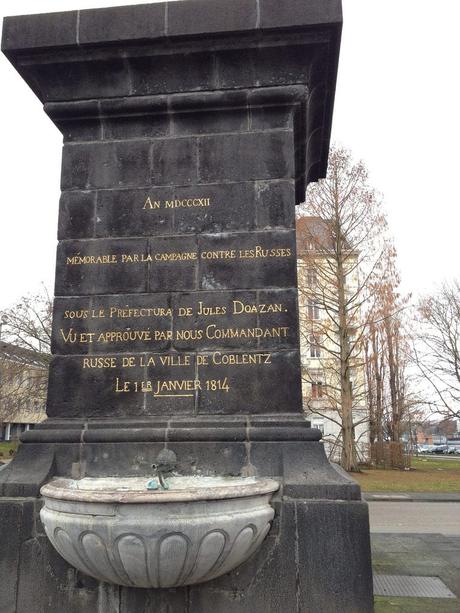 AN MDCCCXII
MÉMORABLE PAR LA CAMPAGNE CONTRE LES RUSSES
SOUS LE PREFECTURA DE JULES DOAZAN.
VU ET APPROUVÉ PAR NOUS COMMANDANT
RUSSE DE LA VILLE DE COBLENTZ
LE 1ER JANVIER 1814